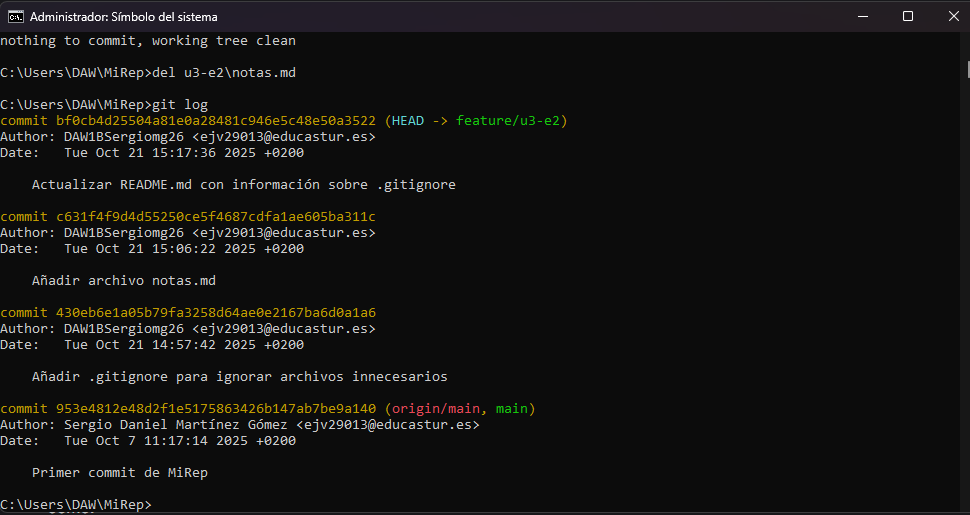 Administrador: Símbolo del sistema
nothing to commit, working tree clean
C:\Users\DAW\MiRep>del u3-e2\notas.md
C:\Users\DAW\MiRep>git log
commit bf0cb4d25504a81e0a28481c946e5c48e50a3522 (HEAD -> feature/u3-e2)
Author: DAW1BSergiomg26 <ejv29013@educastur.es>
Date:   Tue Oct 21 15:17:36 2025 +0200
Actualizar README.md con información sobre .gitignore
commit c631f4f9d4d55250ce5f4687cdfa1ae605ba311c
Author: DAW1BSergiomg26 <ejv29013@educastur.es>
Date:   Tue Oct 21 15:06:22 2025 +0200
Añadir archivo notas.md
commit 430eb6e1a05b79fa3258d64ae0e2167ba6d0a1a6
Author: DAW1BSergiomg26 <ejv29013@educastur.es>
Date:   Tue Oct 21 14:57:42 2025 +0200
Añadir .gitignore para ignorar archivos innecesarios
commit 953e4812e48d2f1e5175863426b147ab7be9a140 (origin/main, main)
Author: Sergio Daniel Martínez Gómez <ejv29013@educastur.es>
Date:   Tue Oct 7 11:17:14 2025 +0200
Primer commit de MiRep
C:\Users\DAW\MiRep>